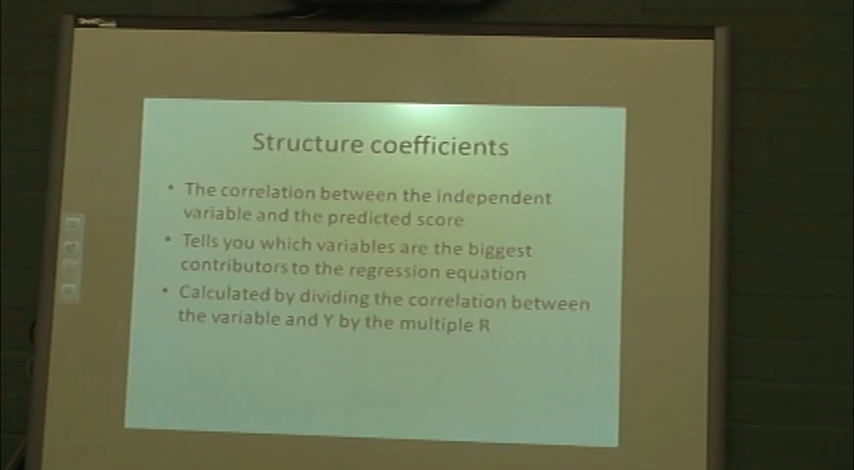 Structure coefficients
• The correlation between the independent
variable and the predicted score
• Tells you which variables are the biggest
contributors to the regression equation
• Calculated by dividing the correlation between
the variable and Y by the multiple R